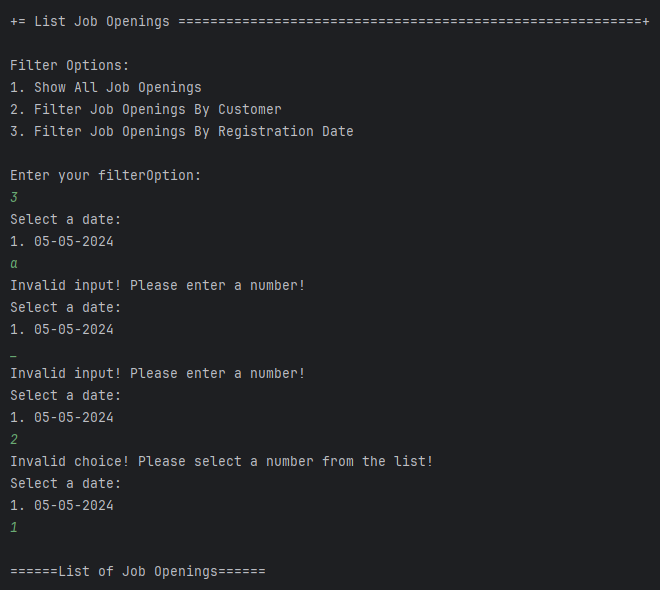 += List Job Openings ==========================================================+
Filter Options:
1. Show All Job Openings
2. Filter Job Openings By Customer
3. Filter Job Openings By Registration Date
Enter your filterOption:
3
Select a date:
1. 05-05-2024
a
Invalid input! Please enter a number!
Select a date:
1. 05-05-2024
_
Invalid input! Please enter a number!
Select a date:
1. 05-05-2024
2
Invalid choice! Please select a number from the list!
Select a date:
1. 05-05-2024
1
======List of Job Openings======